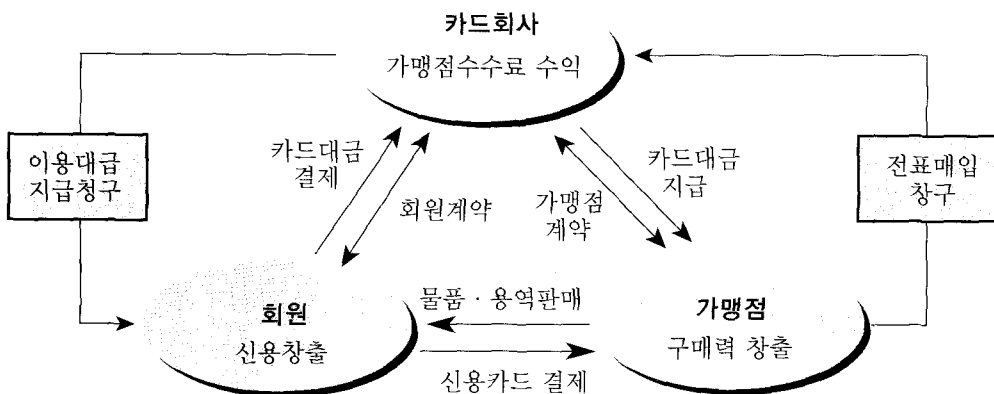 카드회사
가맹점수수료 수익
이용대급
지급청구
카드대금
결제
회원계약
가맹점
계약
카드대금
지급
전표매입
창구
회원
신용창출
물품·용역판매
신용카드 결제
가맹점
구매력 창출